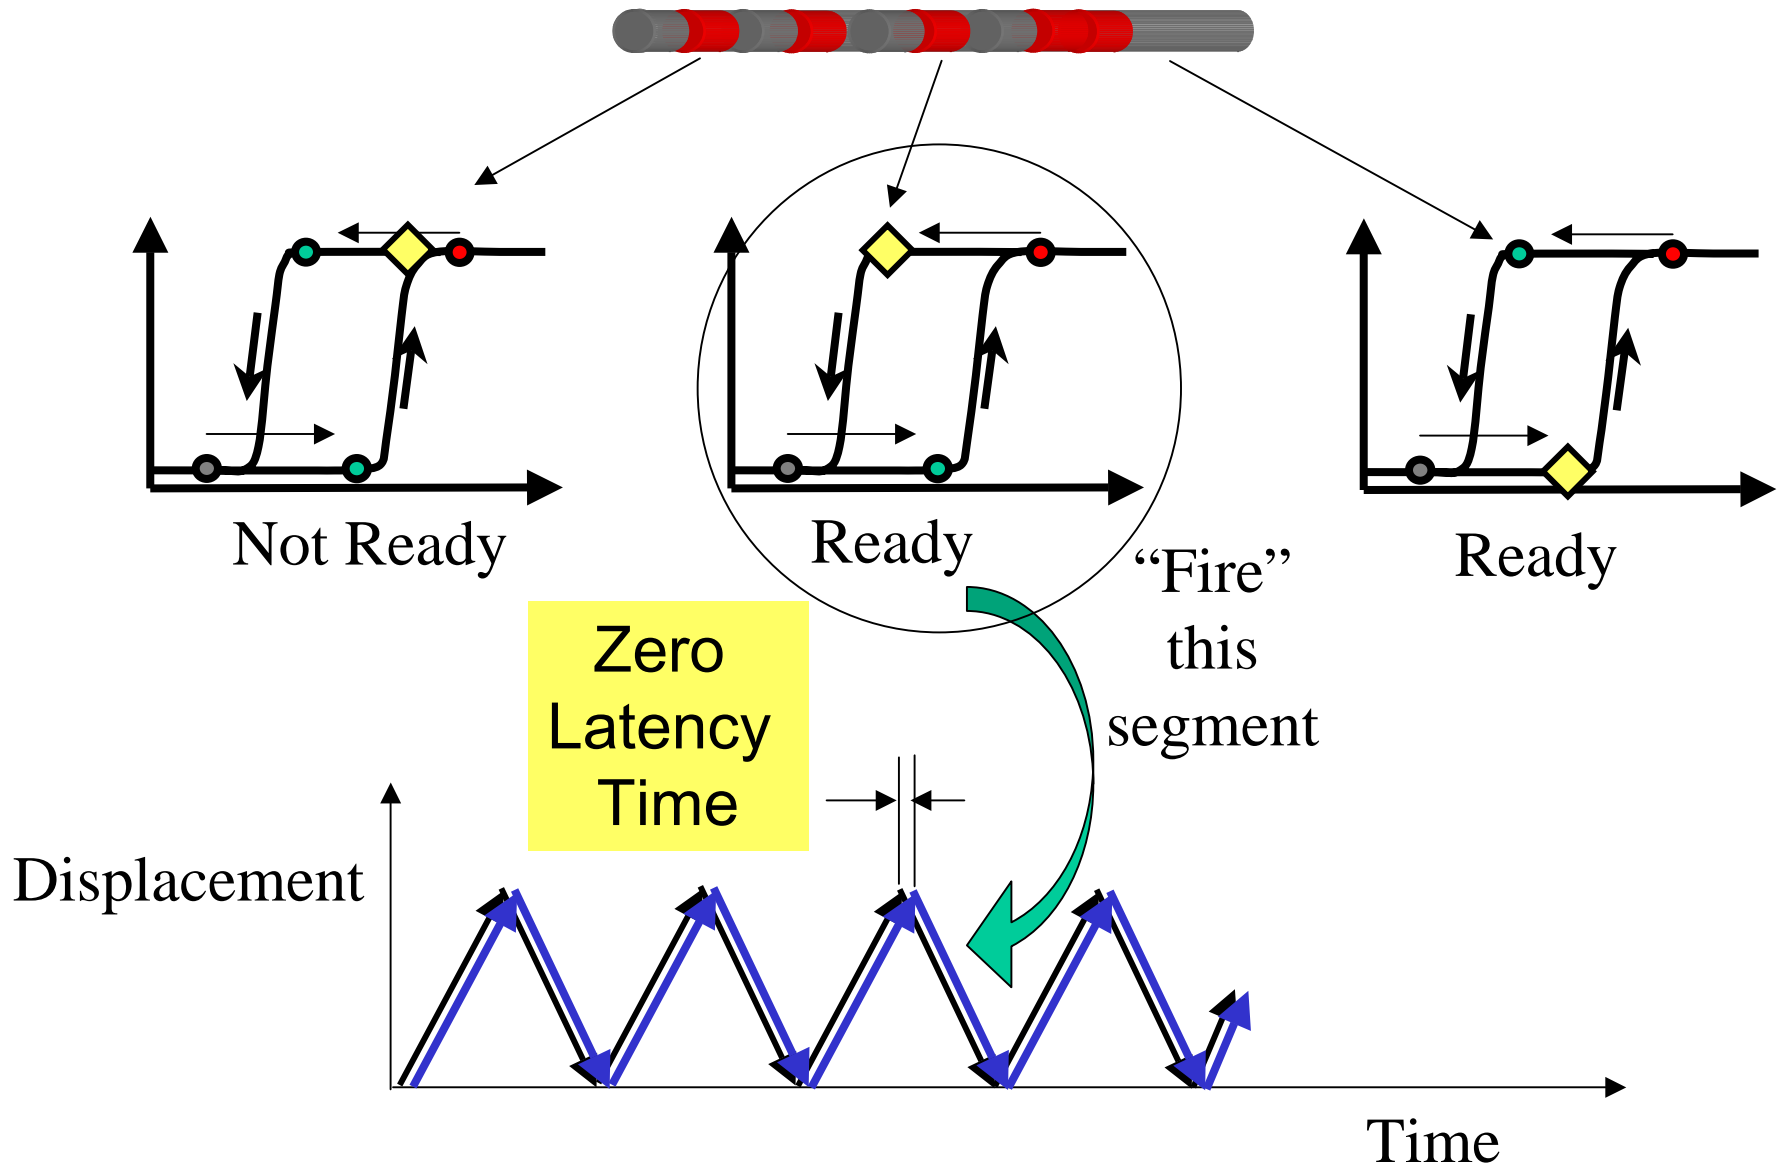 Not Ready
Ready
Ready
“Fire”
this
segment
Zero
Latency
Time
Displacement
Time